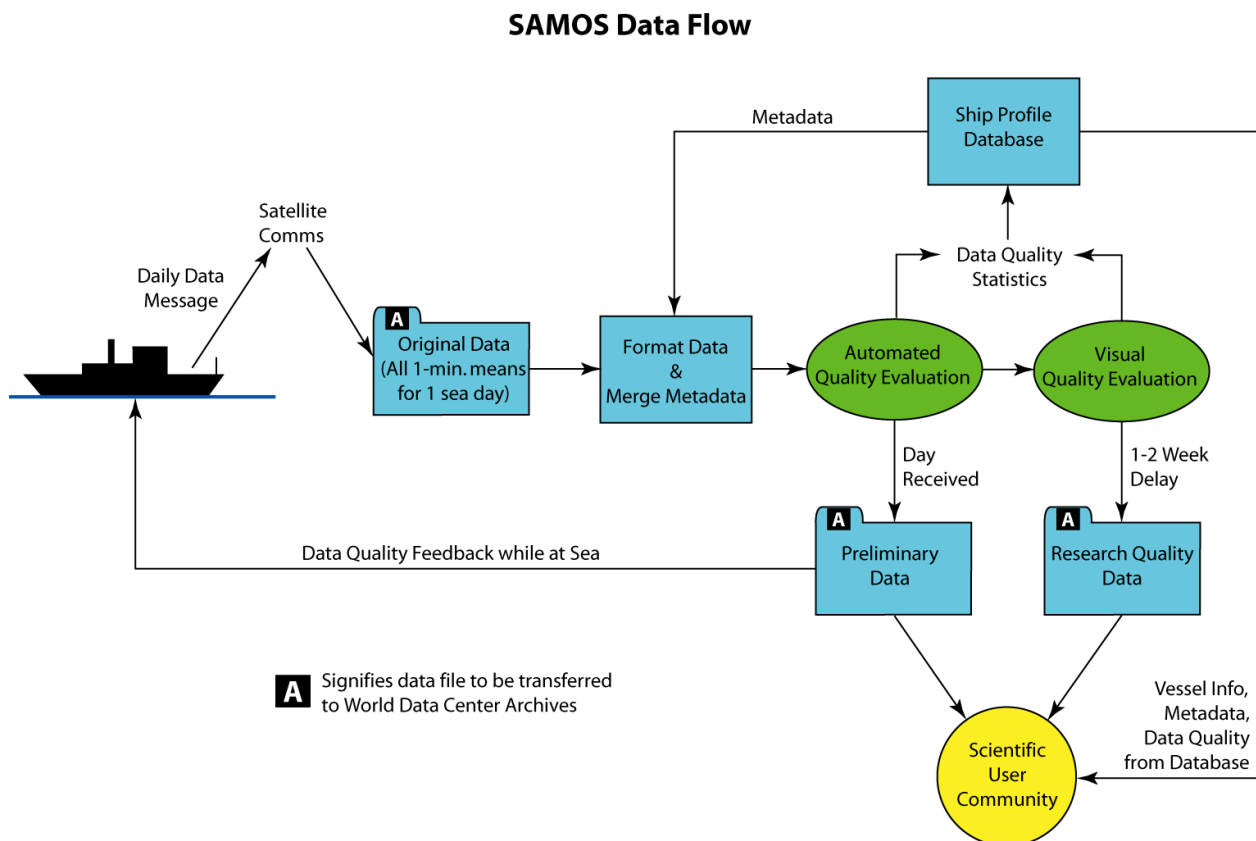 SAMOS Data Flow
Metadata
Ship Profile
Database
Satellite
Comms
Daily Data
Message
Data Quality
Statistics
A
Original Data
(All 1-min. means
for 1 sea day)
Format Data
&
Merge Metadata
Automated
Quality Evaluation
Visual
Quality Evaluation
Day
Received
1-2 Week
Delay
Data Quality Feedback while at Sea
A
Preliminary
Data
A
Research Quality
Data
A
Signifies data file to be transferred
to World Data Center Archives
Scientific
User
Community
Vessel Info,
Metadata,
Data Quality
from Database